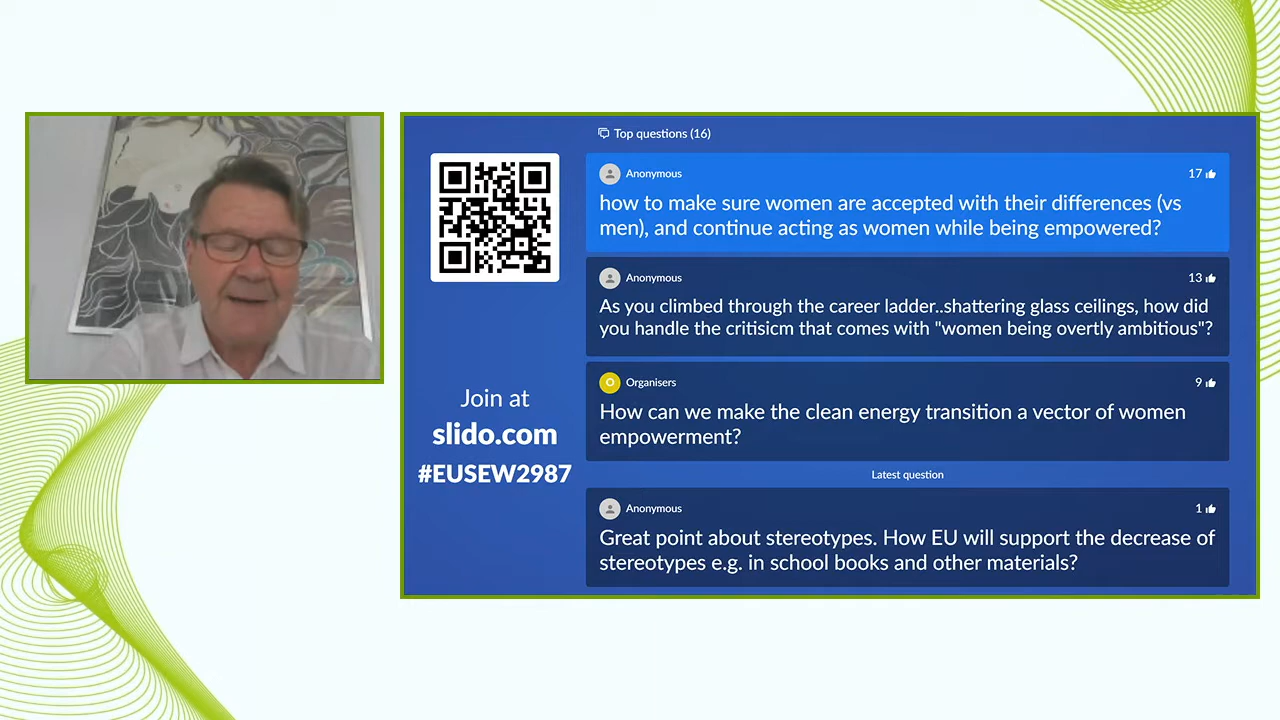 Top questions (16)
Anonymous
17
how to make sure women are accepted with their differences (vs
men), and continue acting as women while being empowered?
Anonymous
13
As you climbed through the career ladder..shattering glass ceilings, how did
you handle the critisicm that comes with "women being overtly ambitious"?
O Organisers
9
How can we make the clean energy transition a vector of women
empowerment?
Latest question
Anonymous
1
Great point about stereotypes. How EU will support the decrease of
stereotypes e.g. in school books and other materials?
Join at
slido.com
#EUSEW2987